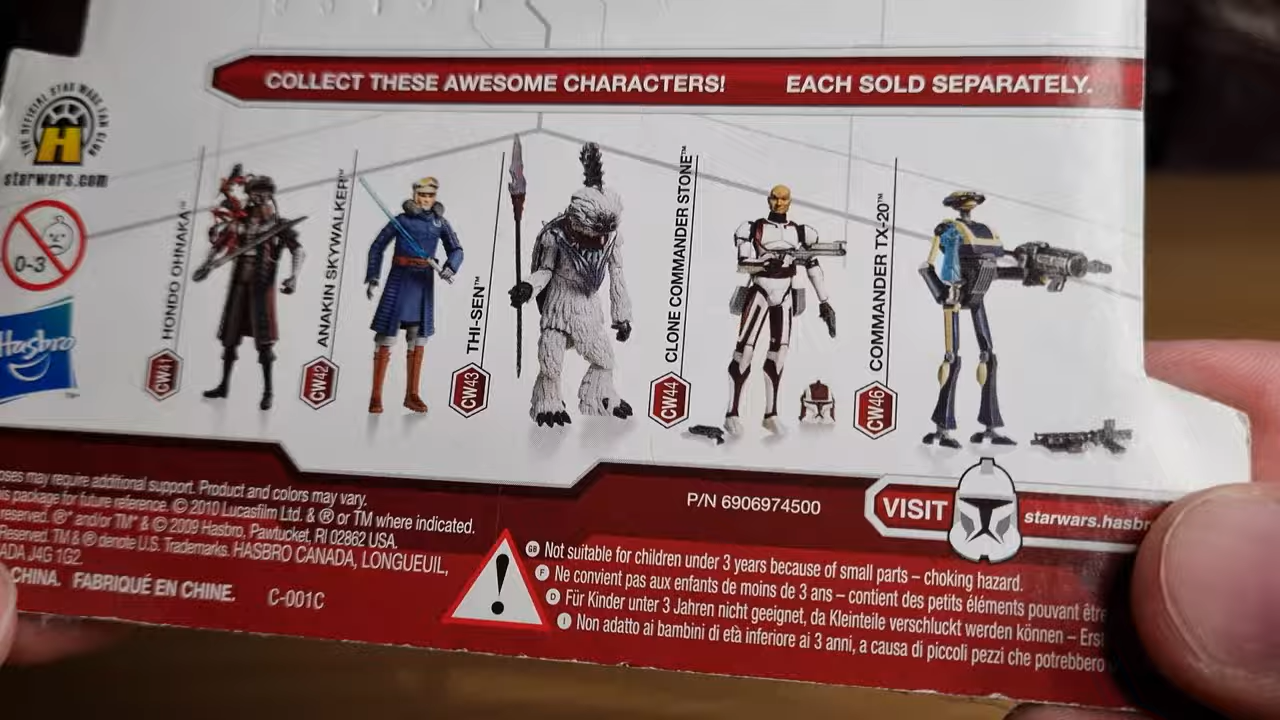 COLLECT THESE AWESOME CHARACTERS! EACH SOLD SEPARATELY.
THE OFFICIAL STAR WARS FAN CLUB
H
starwars.com
0-3
Hasbro
CW41 HONDO OHNAKA™
CW42 ANAKIN SKYWALKER™
CW43 THI-SEN™
CW44 CLONE COMMANDER STONE™
CW46 COMMANDER TX-20™
oses may require additional support. Product and colors may vary.
is package for future reference. © 2010 Lucasfilm Ltd. & ® or TM where indicated.
reserved. ®* and/or TM* & © 2009 Hasbro, Pawtucket, RI 02862 USA.
Reserved. TM & ® denote U.S. Trademarks. HASBRO CANADA, LONGUEUIL,
ADA J4G 1G2.
CHINA. FABRIQUÉ EN CHINE. C-001C
P/N 6906974500
VISIT starwars.hasbr
GB Not suitable for children under 3 years because of small parts – choking hazard.
F Ne convient pas aux enfants de moins de 3 ans – contient des petits éléments pouvant être
D Für Kinder unter 3 Jahren nicht geeignet, da Kleinteile verschluckt werden können – Erst
I Non adatto ai bambini di età inferiore ai 3 anni, a causa di piccoli pezzi che potrebbero